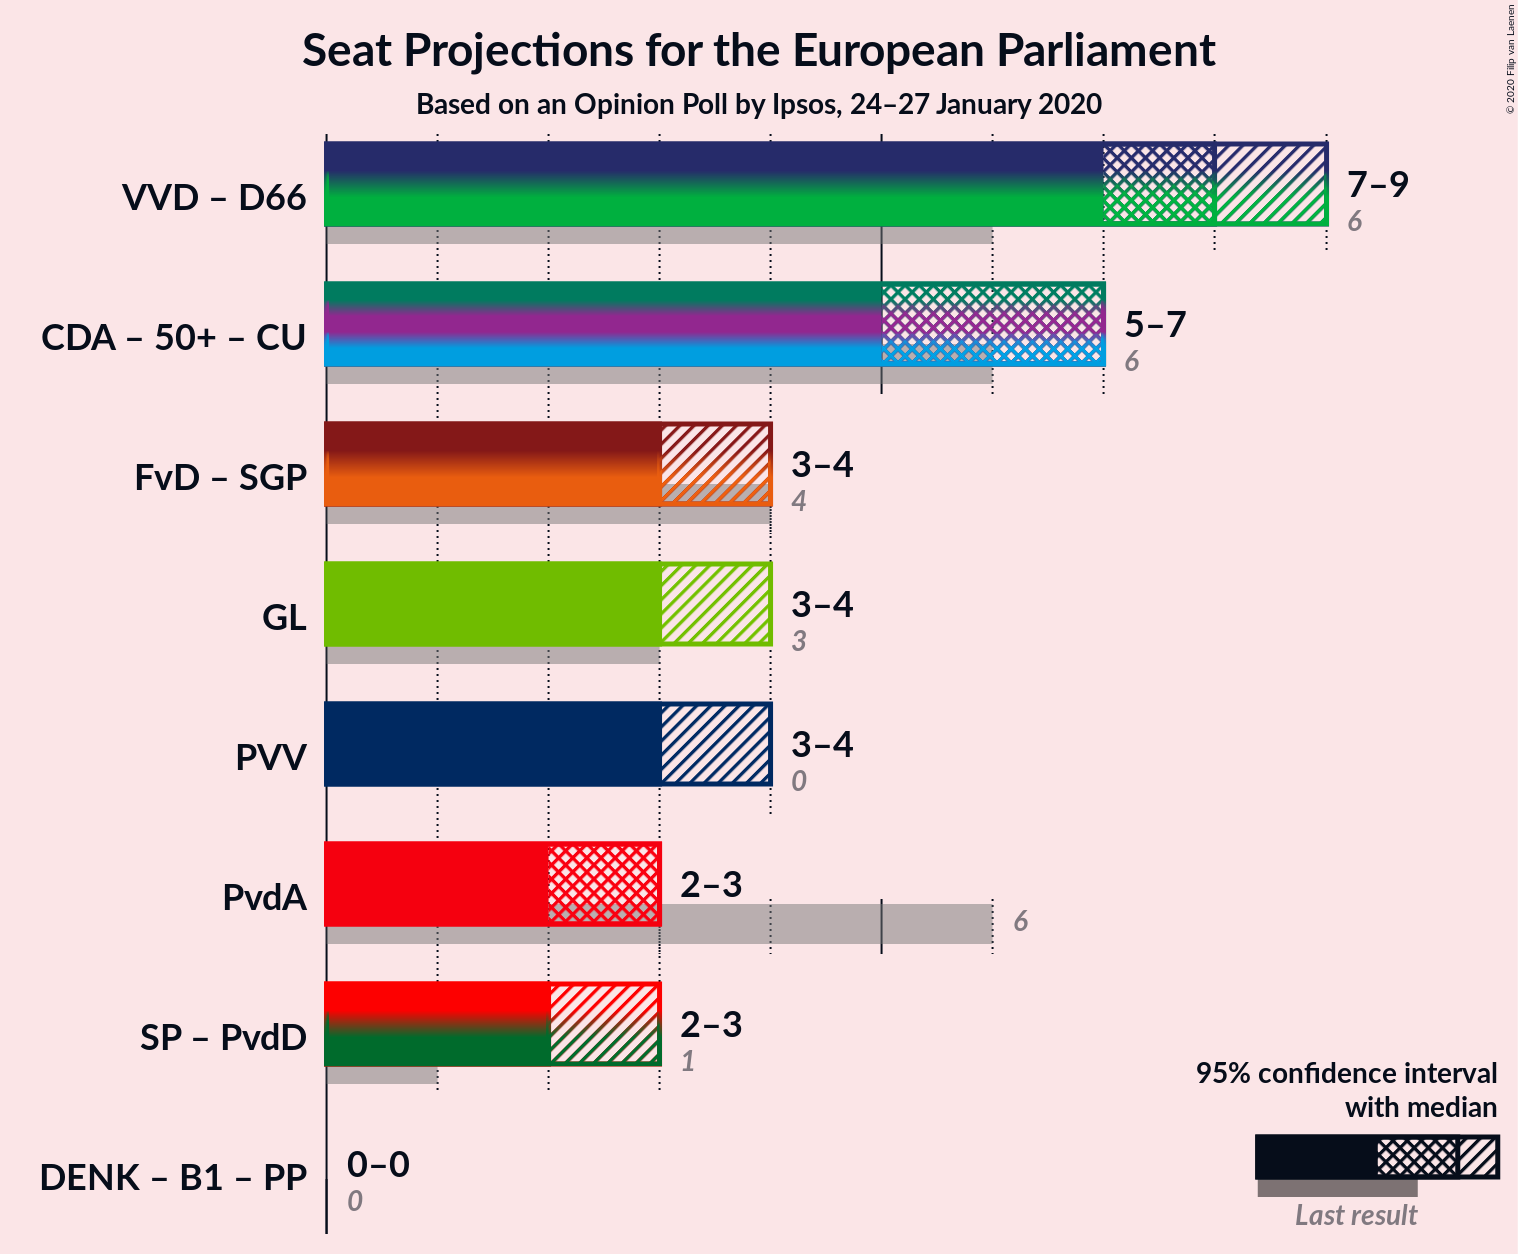 Seat Projections for the European Parliament
Based on an Opinion Poll by Ipsos, 24–27 January 2020
© 2020 Filip van Laenen
VVD – D66
7–9
6
CDA – 50+ – CU
5–7
6
FvD – SGP
3–4
4
GL
3–4
3
PVV
3–4
0
PvdA
2–3
6
SP – PvdD
2–3
1
DENK – B1 – PP
0–0
0
95% confidence interval
with median
Last result